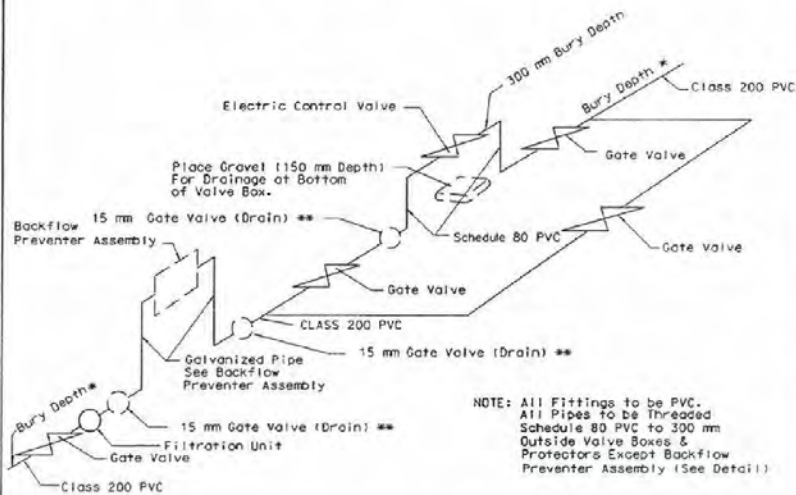 300 mm Bury Depth
Bury Depth *
Class 200 PVC
Electric Control Valve
Gate Valve
Place Gravel (150 mm Depth)
For Drainage at Bottom
of Valve Box.
15 mm Gate Valve (Drain) **
Backflow
Preventer Assembly
Schedule 80 PVC
Gate Valve
Gate Valve
CLASS 200 PVC
15 mm Gate Valve (Drain) **
Galvanized Pipe
See Backflow
Preventer Assembly
Bury Depth*
15 mm Gate Valve (Drain) **
Filtration Unit
Gate Valve
Class 200 PVC
NOTE: All Fittings to be PVC.
All Pipes to be Threaded
Schedule 80 PVC to 300 mm
Outside Valve Boxes &
Protectors Except Backflow
Preventer Assembly (See Detail)